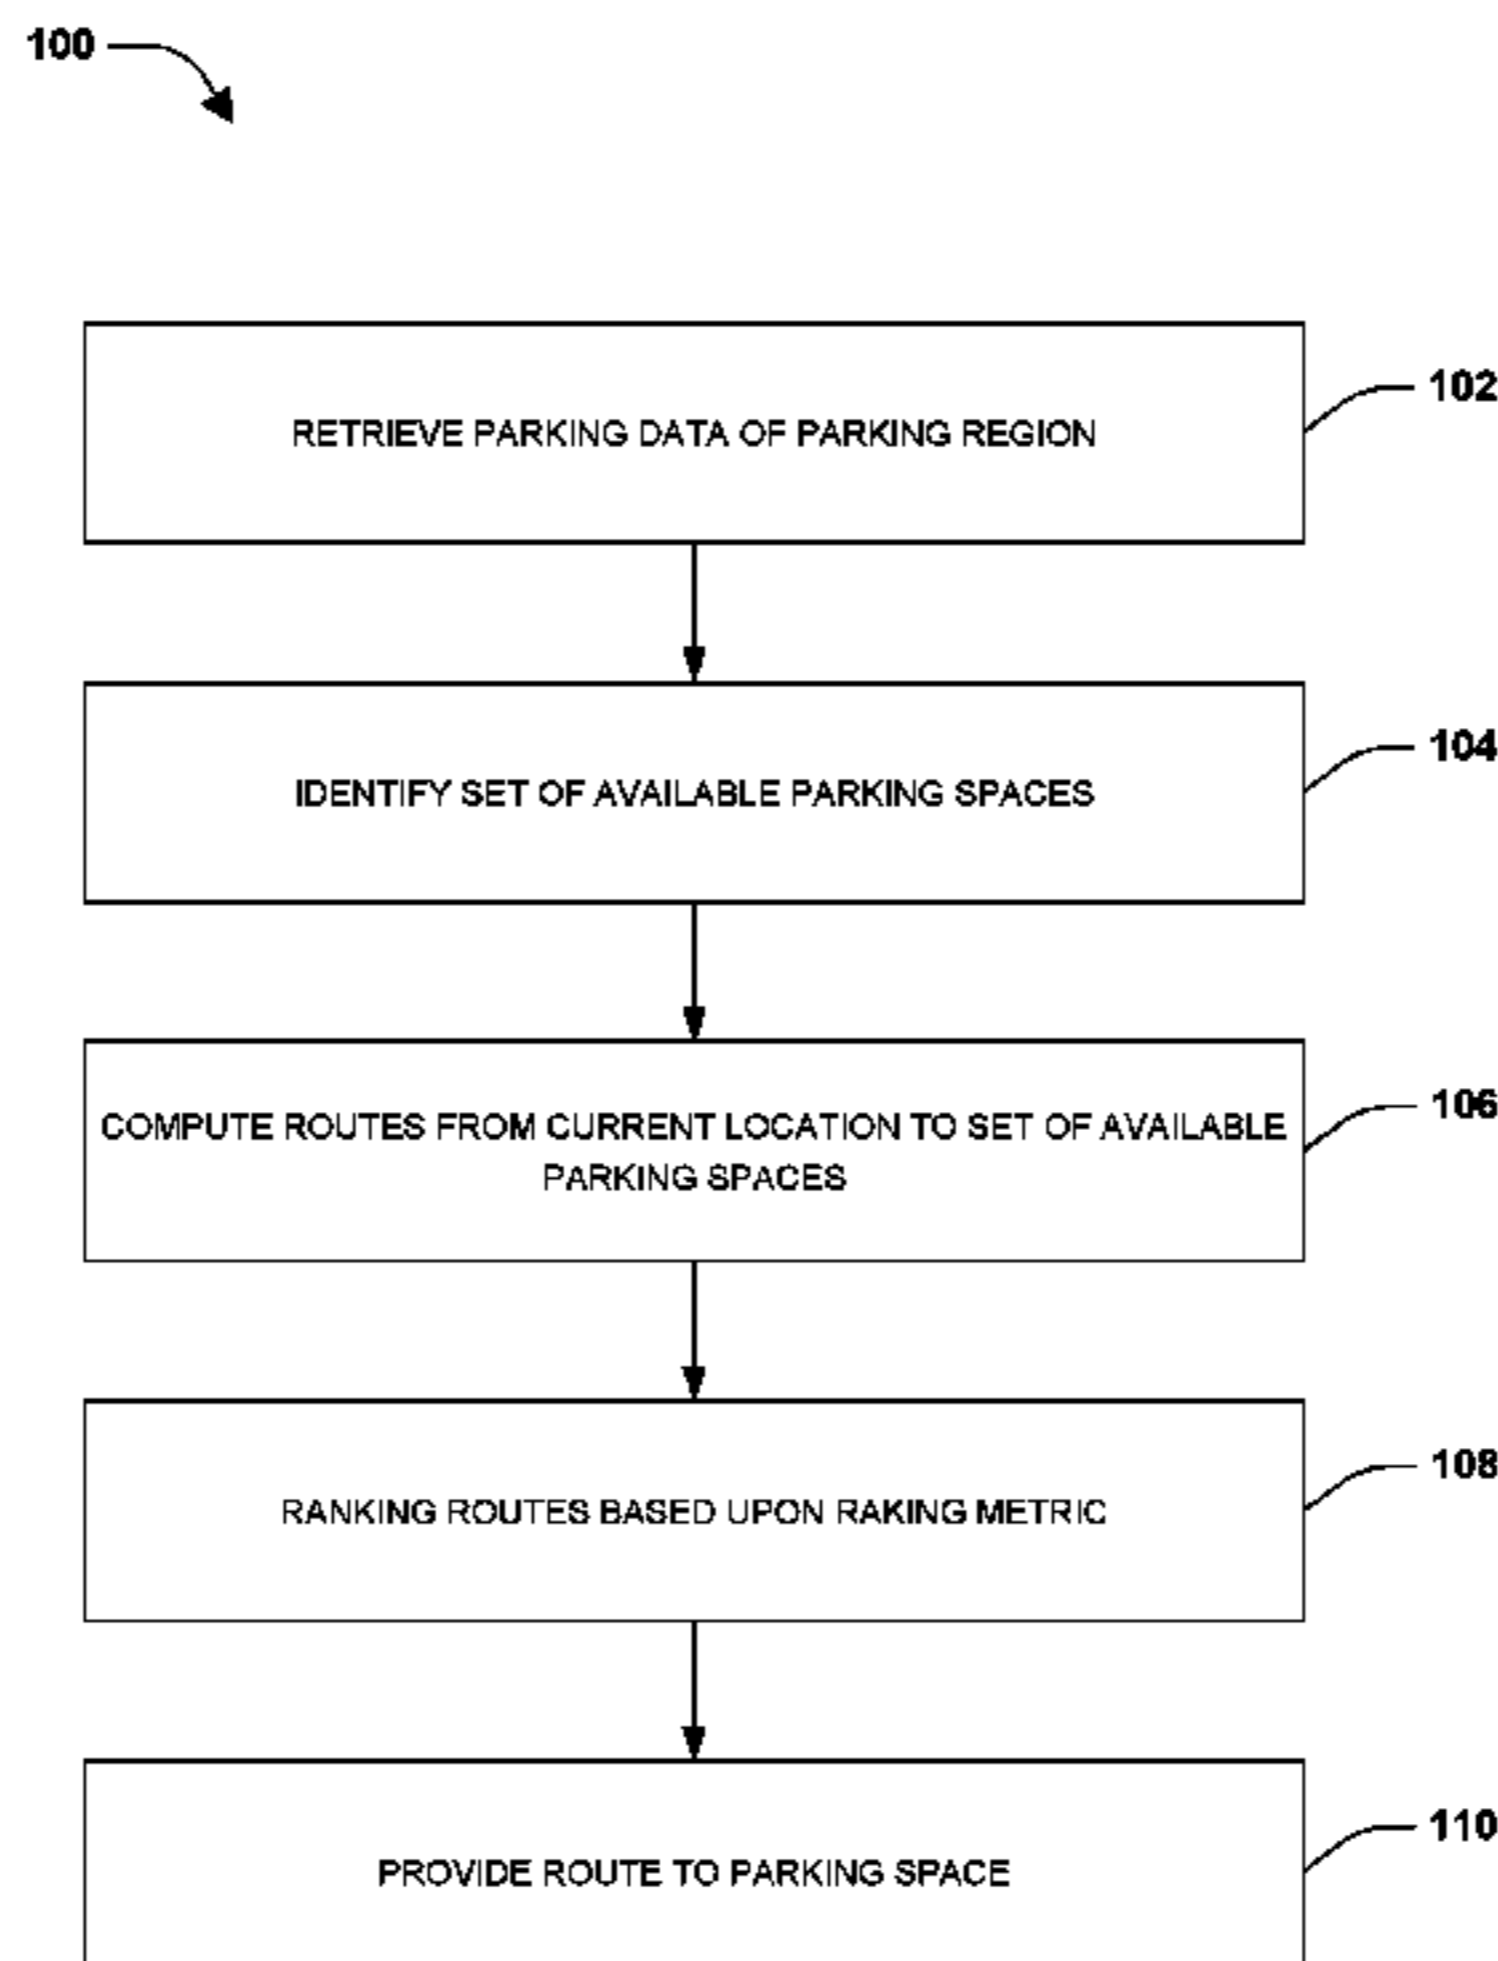 100
RETRIEVE PARKING DATA OF PARKING REGION
102
IDENTIFY SET OF AVAILABLE PARKING SPACES
104
COMPUTE ROUTES FROM CURRENT LOCATION TO SET OF AVAILABLE
PARKING SPACES
106
RANKING ROUTES BASED UPON RAKING METRIC
108
PROVIDE ROUTE TO PARKING SPACE
110